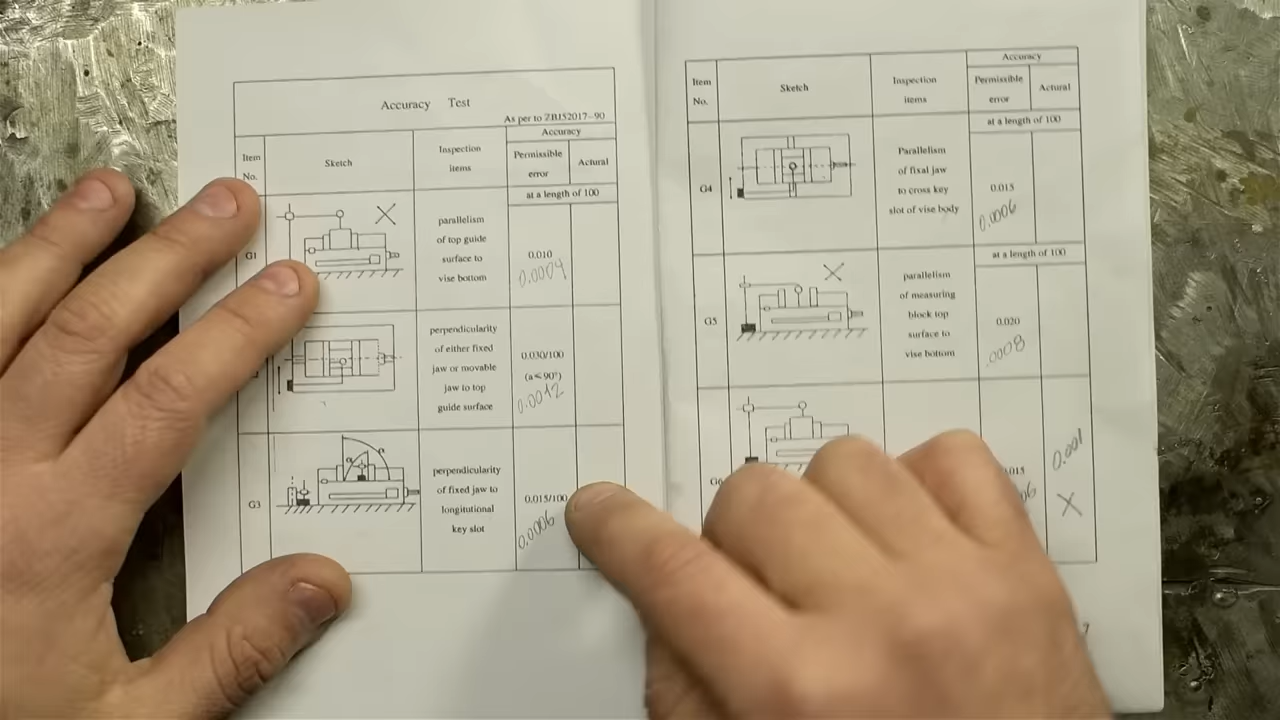 Accuracy Test
As per to ZBJ52017-90
Item
No.
Sketch
Inspection
items
Accuracy
Permissible
error
Actural
at a length of 100
G1
parallelism
of top guide
surface to
vise bottom
0.010
0.0004
perpendicularity
of either fixed
jaw or movable
jaw to top
guide surface
0.030/100
(a≤90°)
0.0012
G3
α
α
perpendicularity
of fixed jaw to
longitutional
key slot
0.015/100
0.0006
Item
No.
Sketch
Inspection
items
Accuracy
Permissible
error
Actural
at a length of 100
G4
Parallelism
of fixal jaw
to cross key
slot of vise body
0.015
0.0006
at a length of 100
G5
parallelism
of measuring
block top
surface to
vise bottom
0.020
.0008
0.001
X
7